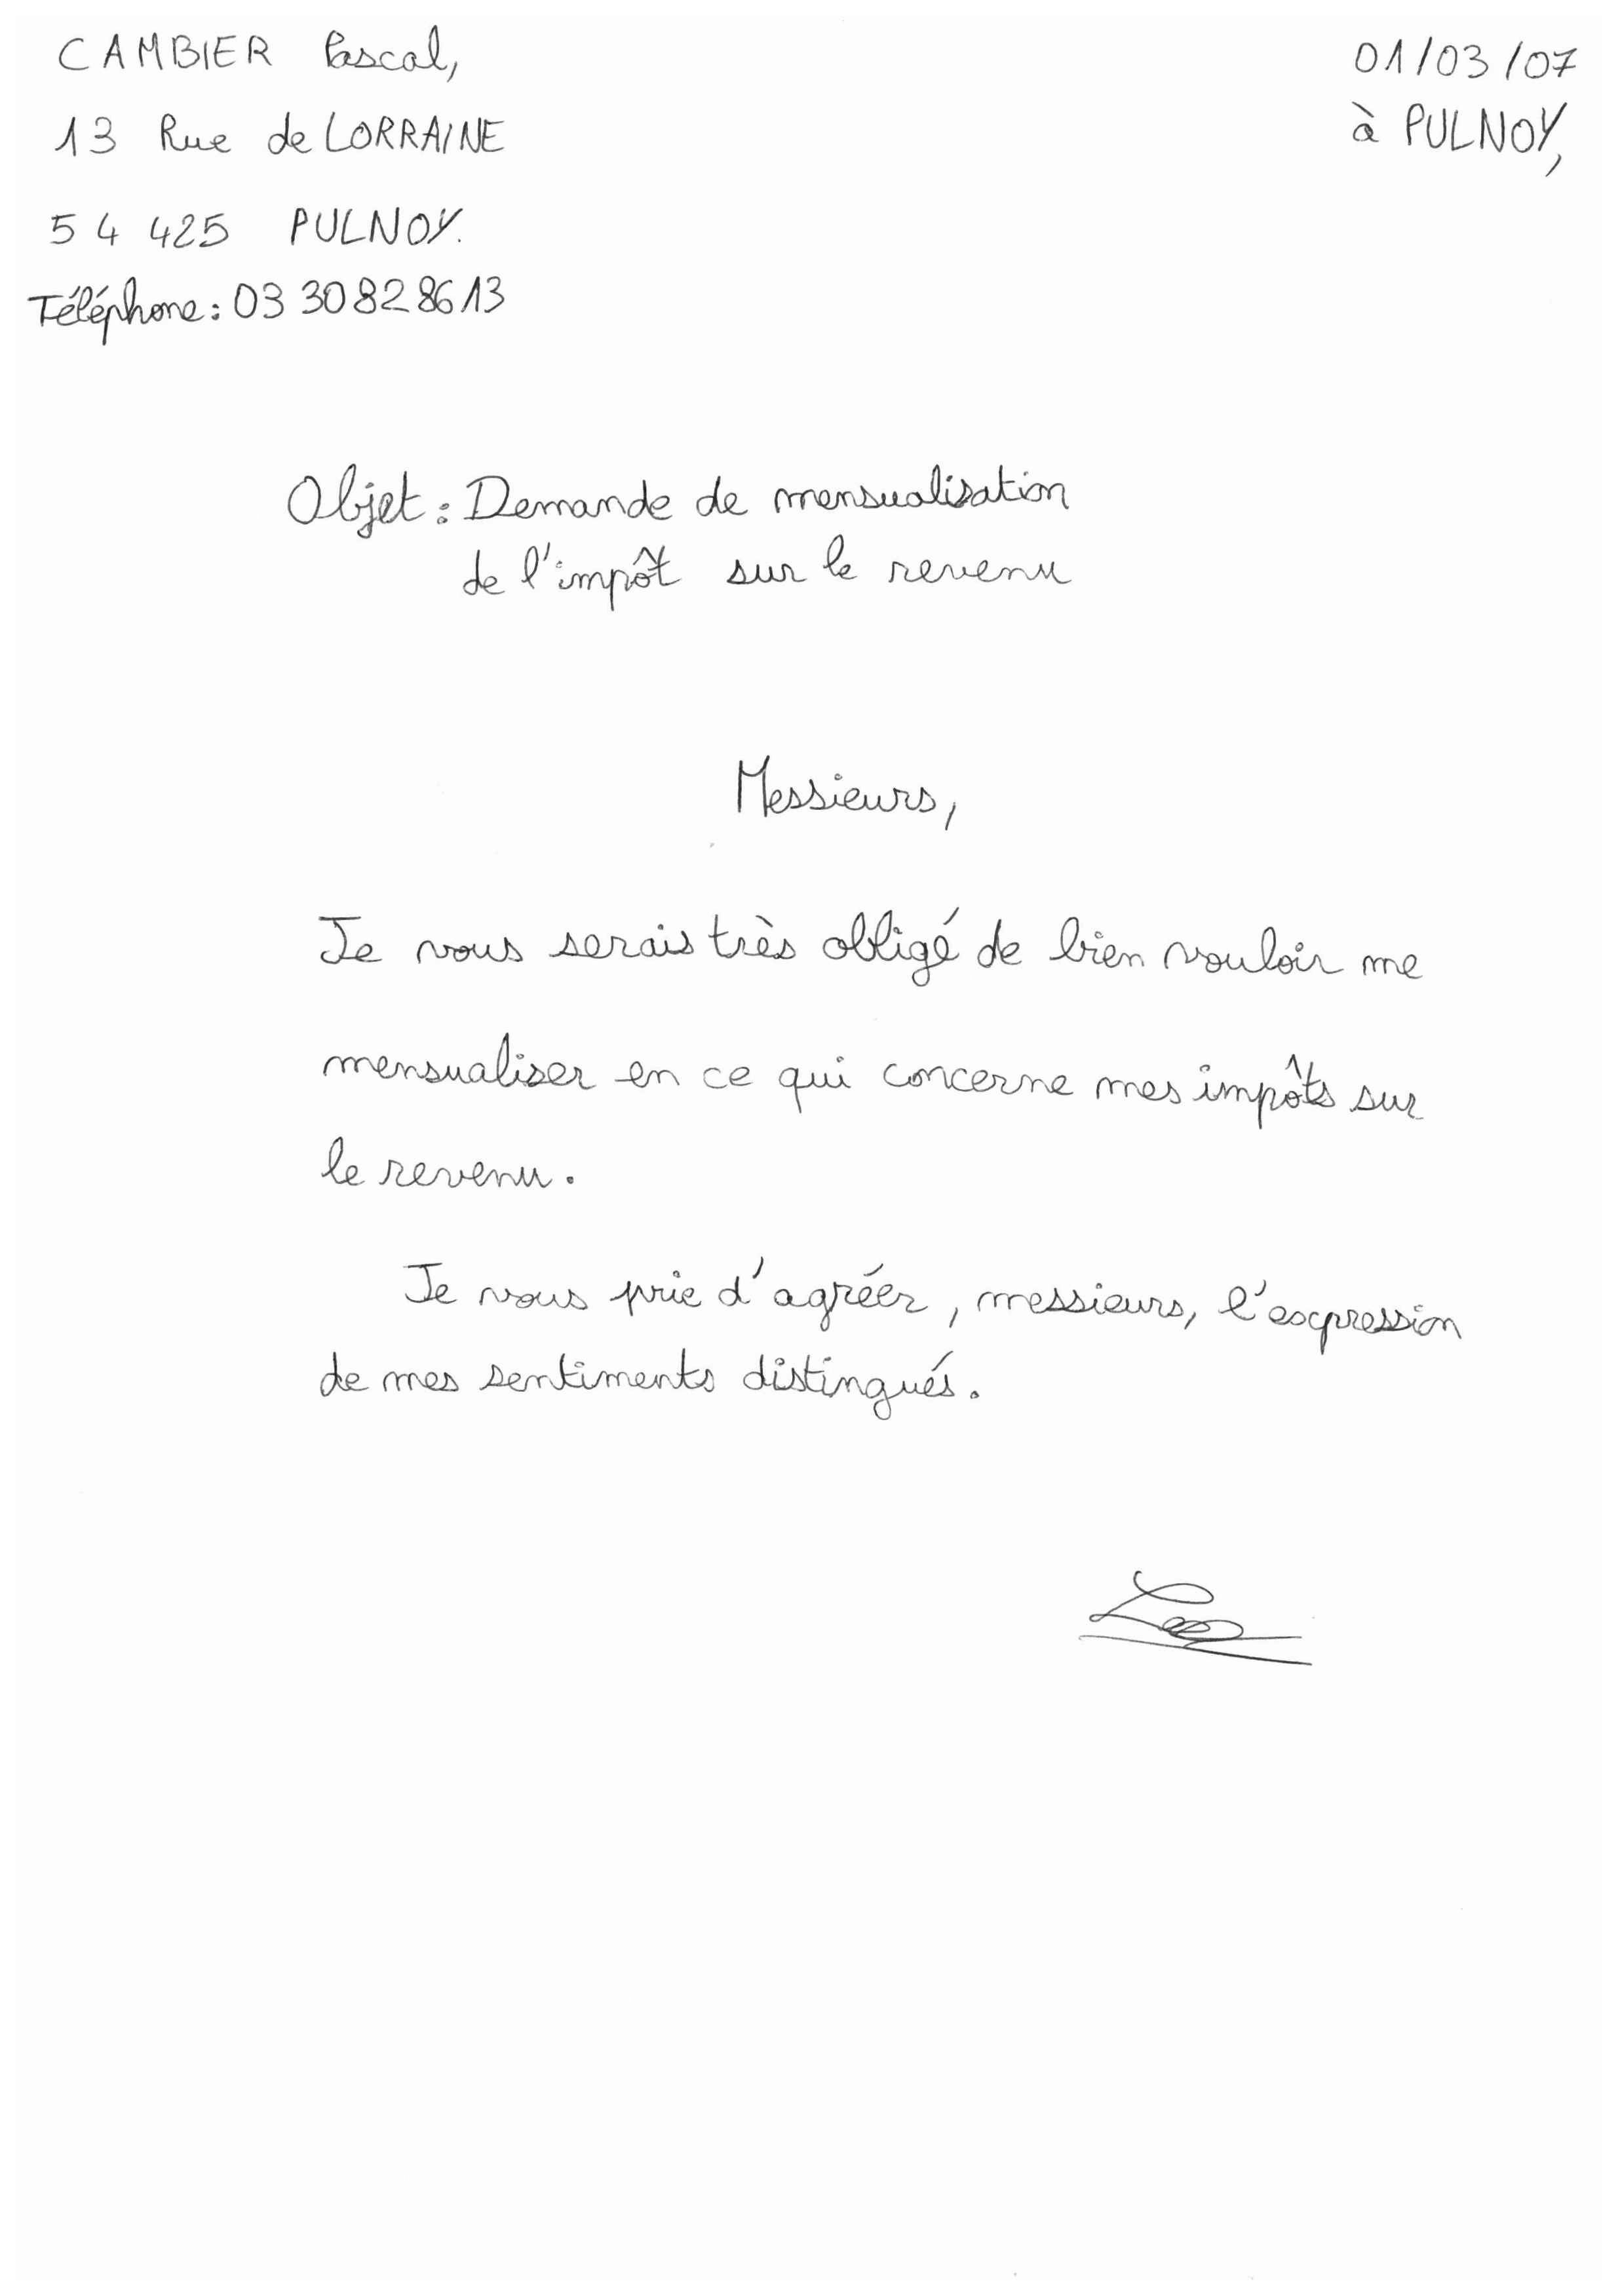 CAMBIER Pascal,
13 Rue de LORRAINE
54 425 PULNOY.
Téléphone : 03 30 82 86 13
01/03/07
à PULNOY,
Objet : Demande de mensualisation
de l'impôt sur le revenu
Messieurs,
Je vous serais très obligé de bien vouloir me
mensualiser en ce qui concerne mes impôts sur
le revenu.
Je vous prie d'agréer, messieurs, l'expression
de mes sentiments distingués.